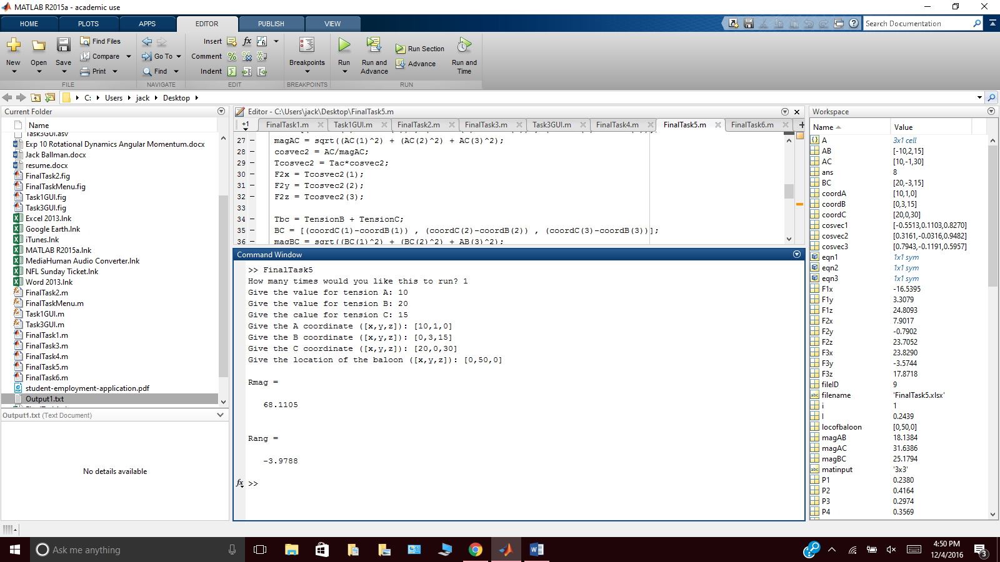 MATLAB R2015a - academic use
HOME PLOTS APPS EDITOR PUBLISH VIEW
Search Documentation
New Open Save Find Files Compare Print
Go To Find
Insert fx
Comment
Indent
Breakpoints
Run Run and Advance Run Section Advance Run and Time
FILE NAVIGATE EDIT BREAKPOINTS RUN
C: Users jack Desktop
Current Folder
Name
Task3GUI.asv
Exp 10 Rotational Dynamics Angular Momentum.docx
Jack Ballman.docx
resume.docx
FinalTask2.fig
FinalTaskMenu.fig
Task1GUI.fig
Task3GUI.fig
Excel 2013.lnk
Google Earth.lnk
iTunes.lnk
MATLAB R2015a.lnk
MediaHuman Audio Converter.lnk
NFL Sunday Ticket.lnk
Word 2013.lnk
FinalTask2.m
FinalTaskMenu.m
Task1GUI.m
Task3GUI.m
FinalTask1.m
FinalTask3.m
FinalTask4.m
FinalTask5.m
FinalTask6.m
student-employment-application.pdf
Output1.txt
Output1.txt (Text Document)
No details available
Editor - C:\Users\jack\Desktop\FinalTask5.m
+1 FinalTask1.m Task1GUI.m FinalTask2.m FinalTask3.m Task3GUI.m FinalTask4.m FinalTask5.m FinalTask6.m
27 - magAC = sqrt((AC(1)^2) + (AC(2)^2) + AC(3)^2);
28 - cosvec2 = AC/magAC;
29 - Tcosvec2 = Tac*cosvec2;
30 - F2x = Tcosvec2(1);
31 - F2y = Tcosvec2(2);
32 - F2z = Tcosvec2(3);
33
34 - Tbc = TensionB + TensionC;
35 - BC = [(coordC(1)-coordB(1)) , (coordC(2)-coordB(2)) , (coordC(3)-coordB(3))];
36 - magBC = sqrt((BC(1)^2) + (BC(2)^2) + AB(3)^2);
Command Window
>> FinalTask5
How many times would you like this to run? 1
Give the value for tension A: 10
Give the value for tension B: 20
Give the calue for tension C: 15
Give the A coordinate ([x,y,z]): [10,1,0]
Give the B coordinate ([x,y,z]): [0,3,15]
Give the C coordinate ([x,y,z]): [20,0,30]
Give the location of the baloon ([x,y,z]): [0,50,0]
Rmag =
68.1105
Rang =
-3.9788
fx >>
Workspace
Name Value
A 3x1 cell
AB [-10,2,15]
AC [10,-1,30]
ans 8
BC [20,-3,15]
coordA [10,1,0]
coordB [0,3,15]
coordC [20,0,30]
cosvec1 [-0.5513,0.1103,0.8270]
cosvec2 [0.3161,-0.0316,0.9482]
cosvec3 [0.7943,-0.1191,0.5957]
eqn1 1x1 sym
eqn2 1x1 sym
eqn3 1x1 sym
F1x -16.5395
F1y 3.3079
F1z 24.8093
F2x 7.9017
F2y -0.7902
F2z 23.7052
F3x 23.8290
F3y -3.5744
F3z 17.8718
fileID 9
filename 'FinalTask5.xlsx'
i 1
l 0.2439
locofbaloon [0,50,0]
magAB 18.1384
magAC 31.6386
magBC 25.1794
matinput '3x3'
P1 0.2380
P2 0.4164
P3 0.2974
P4 0.3569
Ask me anything
4:50 PM
12/4/2016
3